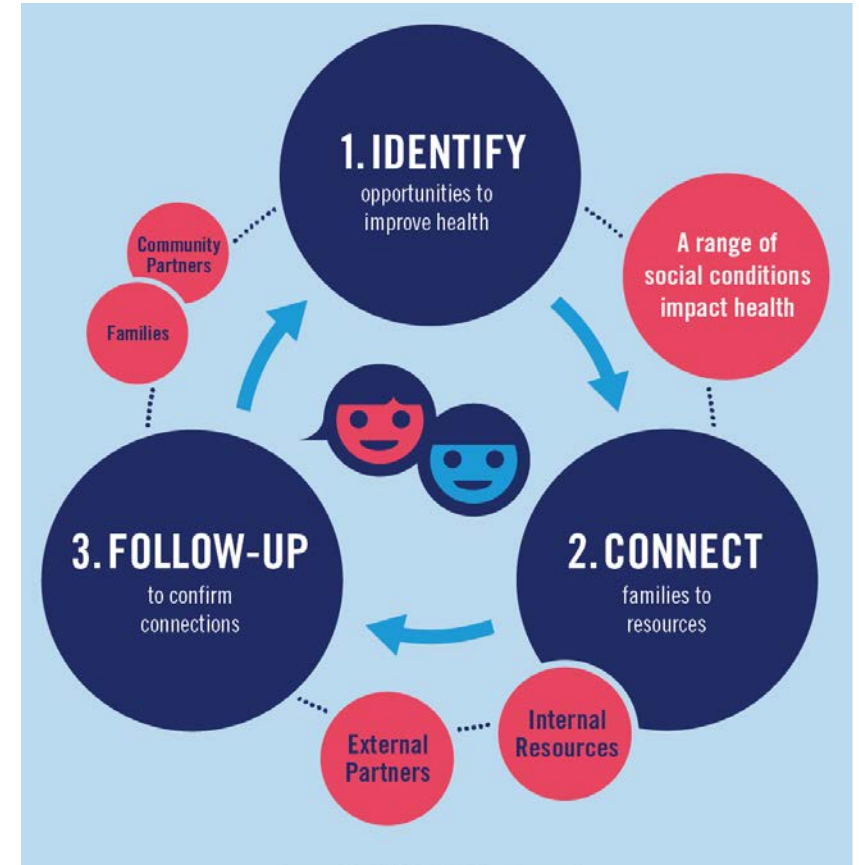 1. IDENTIFY
opportunities to
improve health
A range of
social conditions
impact health
2. CONNECT
families to
resources
Internal
Resources
External
Partners
3. FOLLOW-UP
to confirm
connections
Families
Community
Partners